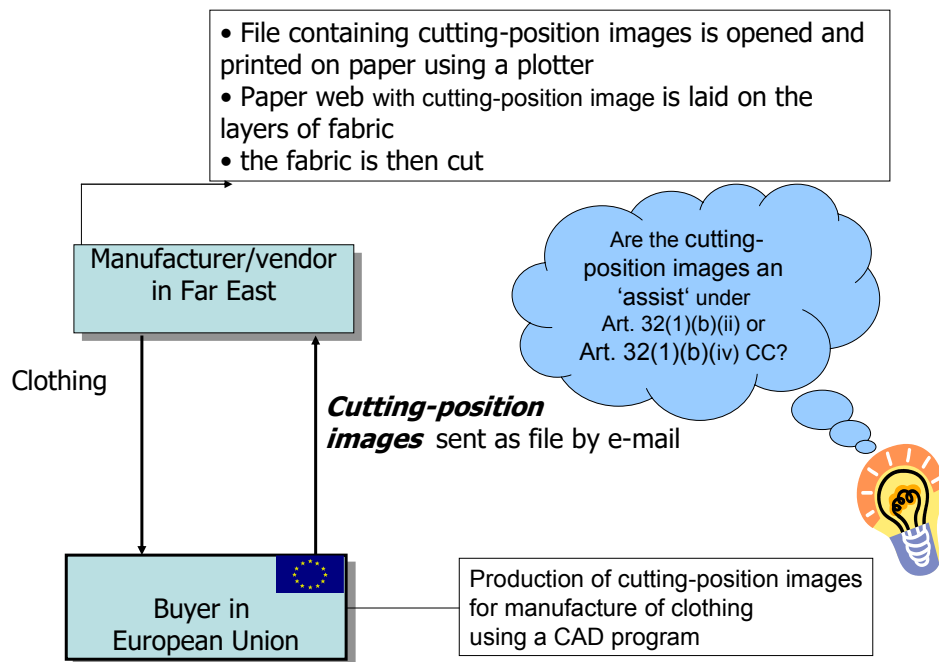 • File containing cutting-position images is opened and
printed on paper using a plotter
• Paper web with cutting-position image is laid on the
layers of fabric
• the fabric is then cut
Manufacturer/vendor
in Far East
Are the cutting-
position images an
‘assist‘ under
Art. 32(1)(b)(ii) or
Art. 32(1)(b)(iv) CC?
Clothing
Cutting-position
images sent as file by e-mail
Buyer in
European Union
Production of cutting-position images
for manufacture of clothing
using a CAD program